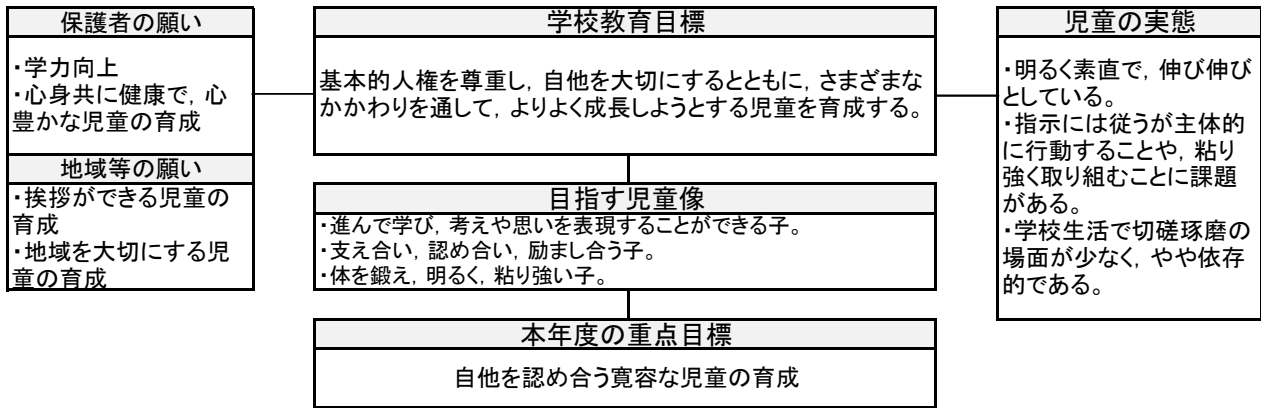 保護者の願い
・学力向上
・心身共に健康で，心
豊かな児童の育成
地域等の願い
・挨拶ができる児童の
育成
・地域を大切にする児
童の育成
学校教育目標
基本的人権を尊重し，自他を大切にするとともに，さまざまな
かかわりを通して，よりよく成長しようとする児童を育成する。
目指す児童像
・進んで学び，考えや思いを表現することができる子。
・支え合い，認め合い，励まし合う子。
・体を鍛え，明るく，粘り強い子。
本年度の重点目標
自他を認め合う寛容な児童の育成
児童の実態
・明るく素直で，伸び伸び
としている。
・指示には従うが主体的
に行動することや，粘り
強く取り組むことに課題
がある。
・学校生活で切磋琢磨の
場面が少なく，やや依存
的である。